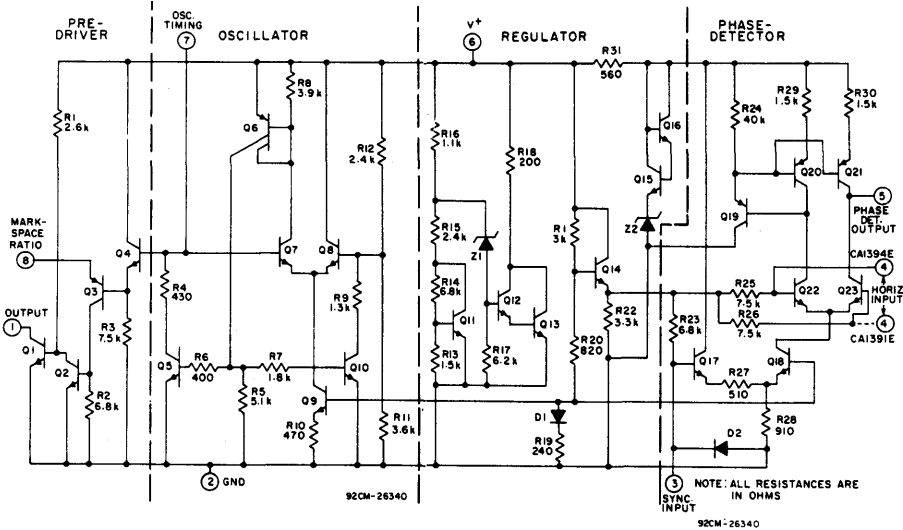 PRE-
DRIVER
OSC.
TIMING
7
OSCILLATOR
V+
6
REGULATOR
PHASE-
DETECTOR
R1
2.6k
R8
3.9k
Q6
R12
2.4k
R16
1.1k
R18
200
R31
560
Q16
Q15
R24
40k
R29
1.5k
R30
1.5k
Q20
Q21
5
PHASE
DET.
OUTPUT
MARK-
SPACE
RATIO
8
Q4
Q3
Q7
Q8
R15
2.4k
Z1
R1
3k
Q14
Z2
Q19
CA1394E
4
HORIZ
INPUT
4
CA1391E
R4
430
R9
1.3k
R14
6.8k
Q11
Q12
Q13
R22
3.3k
R23
6.8k
R25
7.5k
R26
7.5k
Q22
Q23
OUTPUT
1
Q1
Q2
R3
7.5k
R2
6.8k
Q5
R6
400
R7
1.8k
R5
5.1k
Q10
Q9
R10
470
R11
3.6k
R13
1.5k
R17
6.2k
R20
820
D1
R19
240
Q17
R27
510
Q18
R28
910
D2
2
GND
3
SYNC.
INPUT
NOTE: ALL RESISTANCES ARE
IN OHMS
92CM-26340
92CM-26340